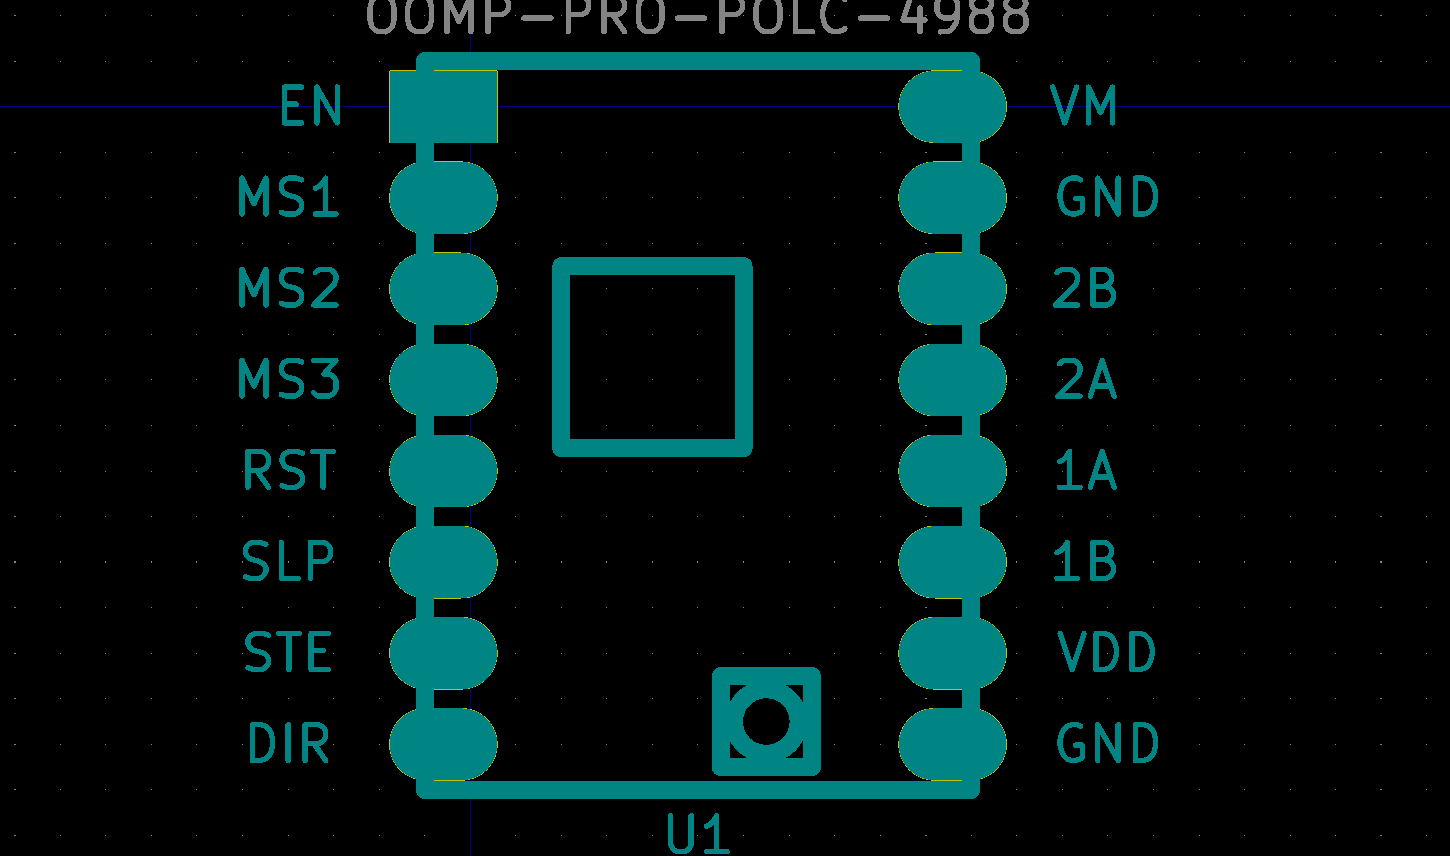 OOMP-PRO-POLC-4988
EN VM
MS1 GND
MS2 2B
MS3 2A
RST 1A
SLP 1B
STE VDD
DIR GND
U1